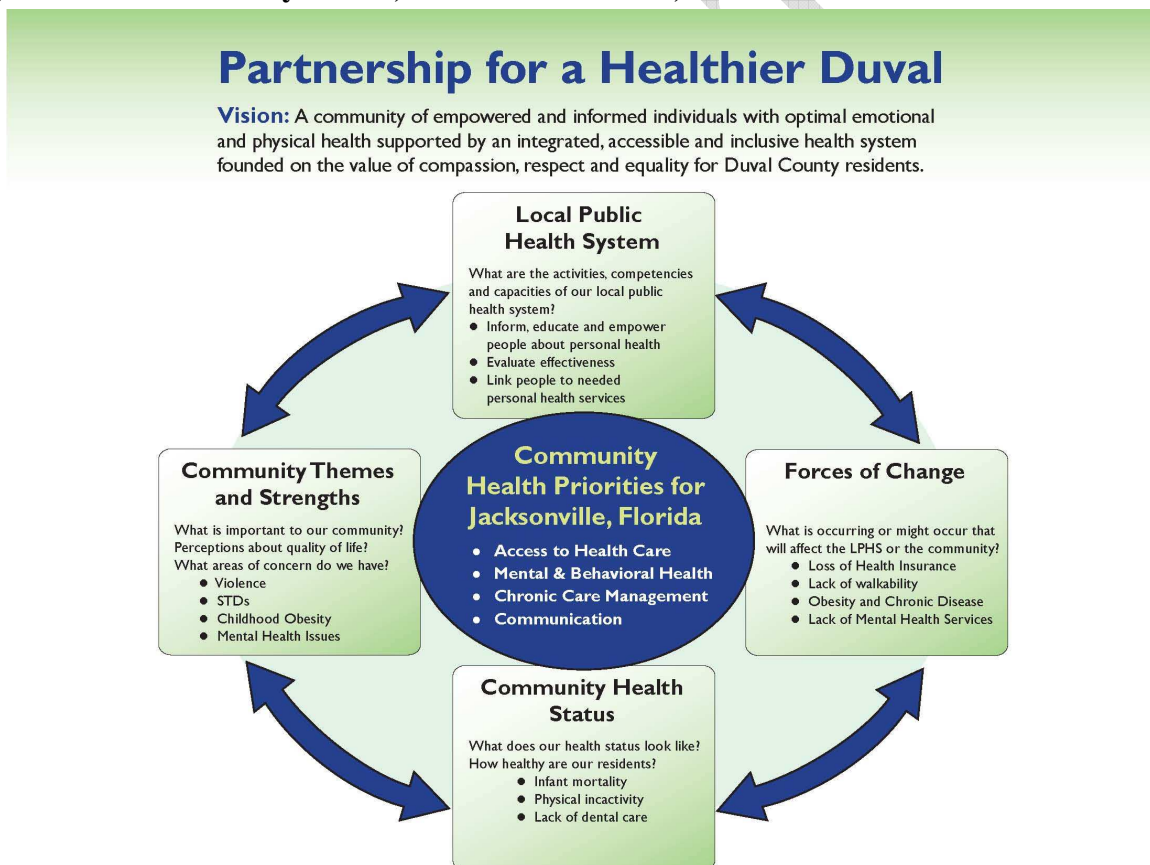 Partnership for a Healthier Duval
Vision: A community of empowered and informed individuals with optimal emotional
and physical health supported by an integrated, accessible and inclusive health system
founded on the value of compassion, respect and equality for Duval County residents.
Local Public
Health System
What are the activities, competencies
and capacities of our local public
health system?
● Inform, educate and empower
people about personal health
● Evaluate effectiveness
● Link people to needed
personal health services
Community Themes
and Strengths
What is important to our community?
Perceptions about quality of life?
What areas of concern do we have?
● Violence
● STDs
● Childhood Obesity
● Mental Health Issues
Community
Health Priorities for
Jacksonville, Florida
● Access to Health Care
● Mental & Behavioral Health
● Chronic Care Management
● Communication
Forces of Change
What is occurring or might occur that
will affect the LPHS or the community?
● Loss of Health Insurance
● Lack of walkability
● Obesity and Chronic Disease
● Lack of Mental Health Services
Community Health
Status
What does our health status look like?
How healthy are our residents?
● Infant mortality
● Physical incactivity
● Lack of dental care